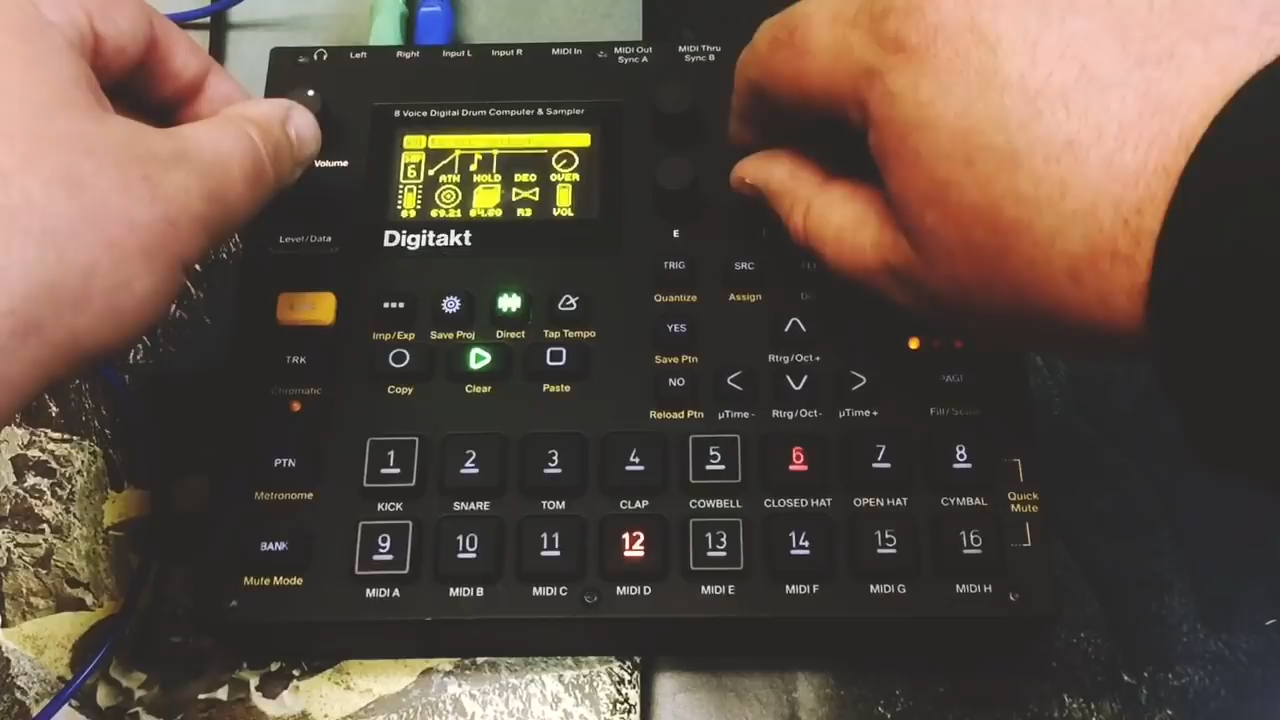 Left Right Input L Input R MIDI In MIDI Out MIDI Thru
Sync A Sync B
8 Voice Digital Drum Computer & Sampler
Volume
6
ATK HOLD DEC OVER
VOL
Digitakt
Level/Data
E
TRIG SRC
Quantize Assign
Imp/Exp Save Proj Direct Tap Tempo
YES
Save Ptn Rtrg/Oct+
TRK
Chromatic
Copy Clear Paste
NO PAGE
Reload Ptn µTime- Rtrg/Oct- µTime+
1 2 3 4 5 6 7 8
PTN
Metronome
KICK SNARE TOM CLAP COWBELL CLOSED HAT OPEN HAT CYMBAL
Quick
Mute
9 10 11 12 13 14 15 16
BANK
Mute Mode
MIDI A MIDI B MIDI C MIDI D MIDI E MIDI F MIDI G MIDI H